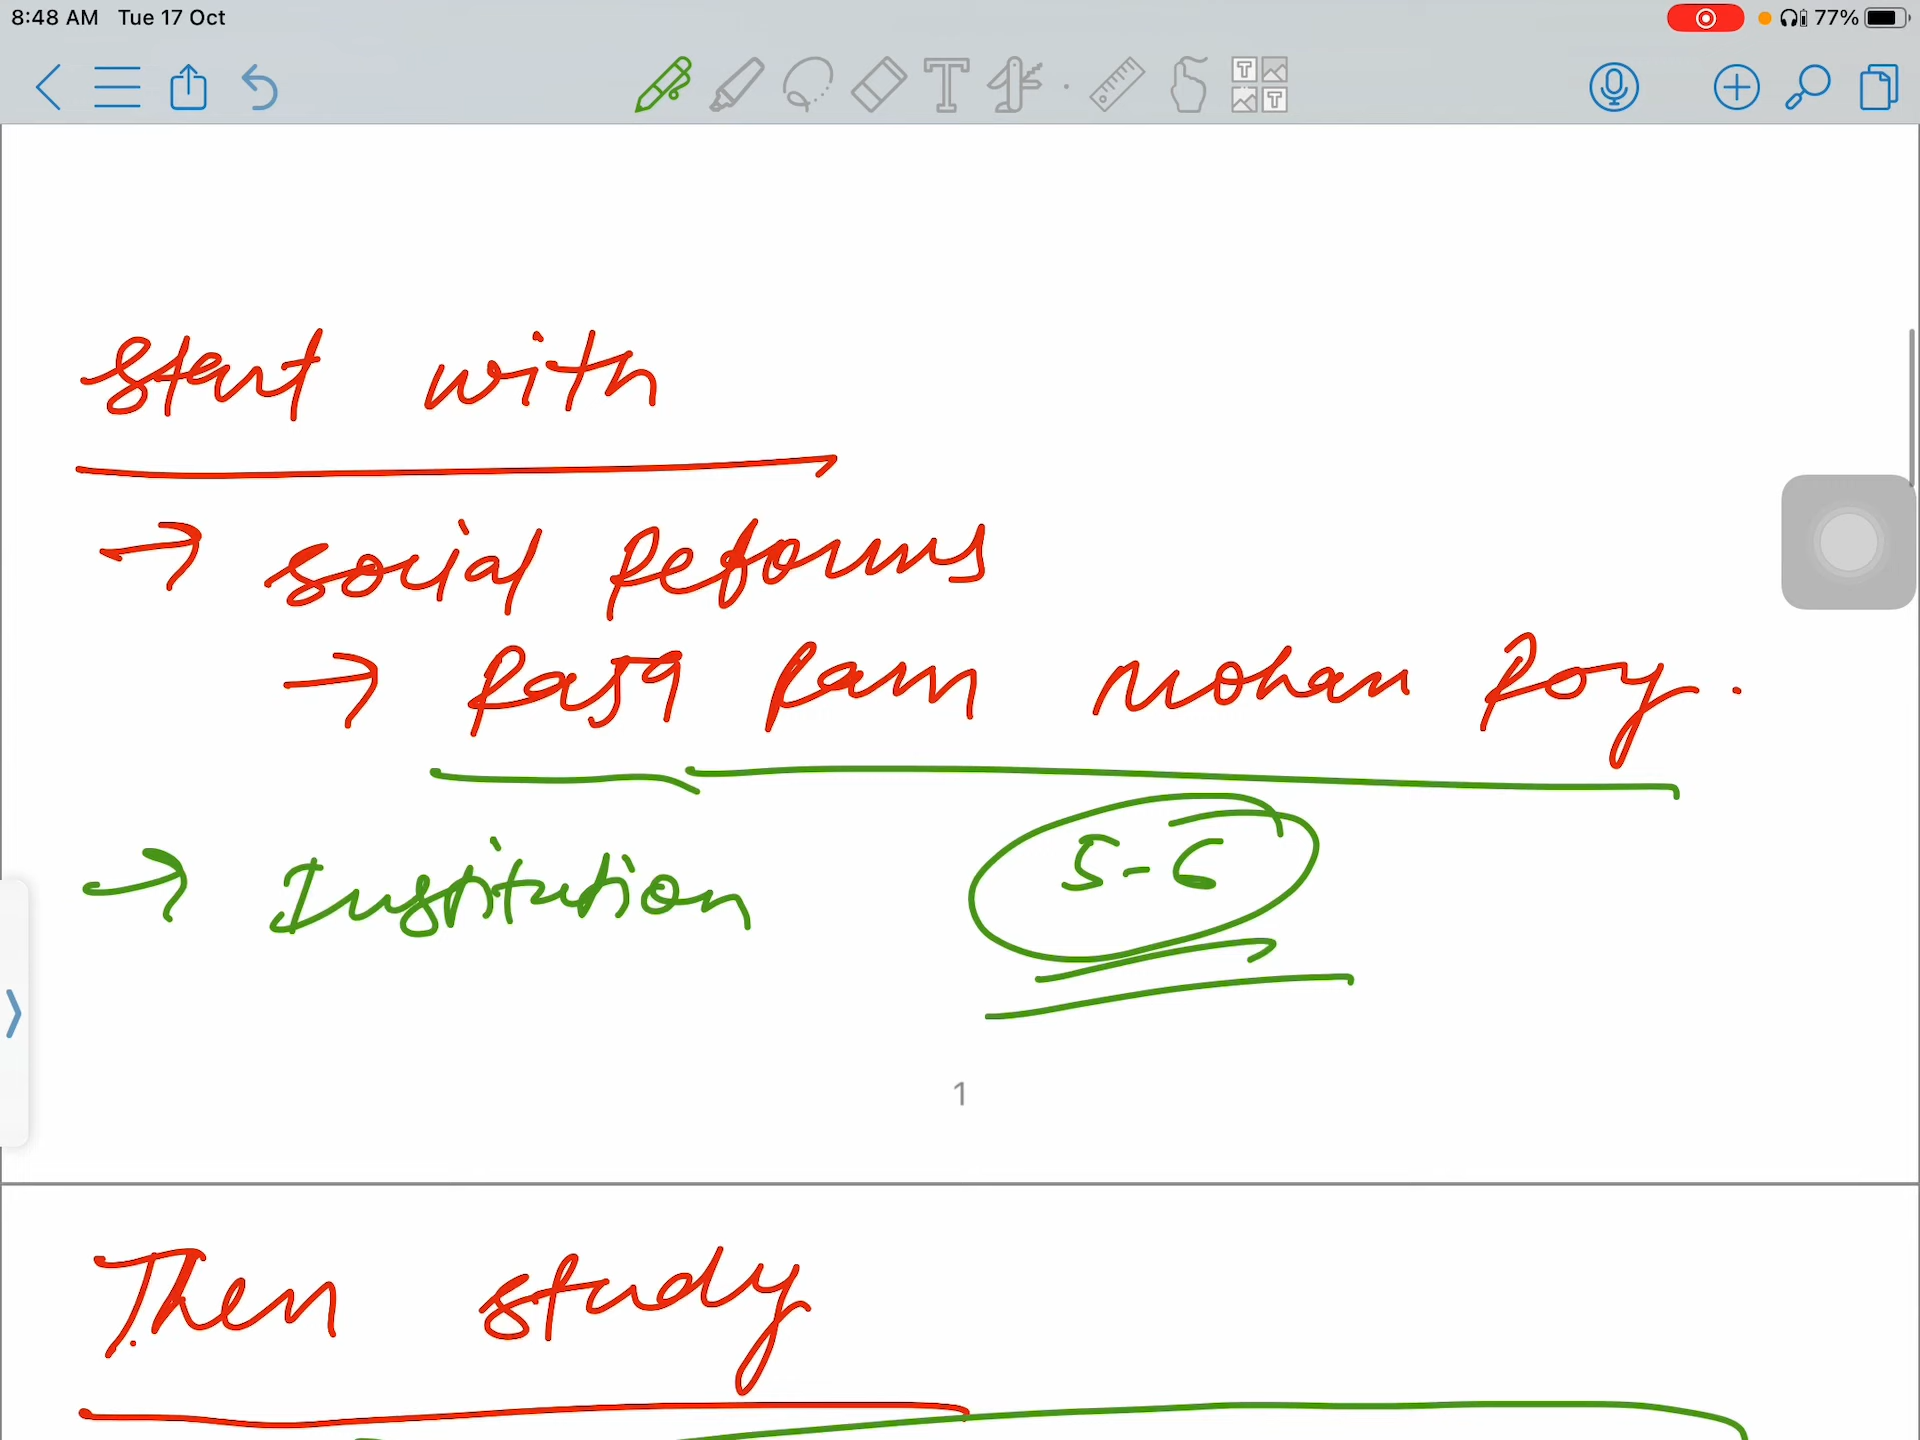 8:48 AM Tue 17 Oct
77%
Start with
→ Social Reforms
→ Raja Ram Mohan Roy.
→ Institution 5-6
1
Then study